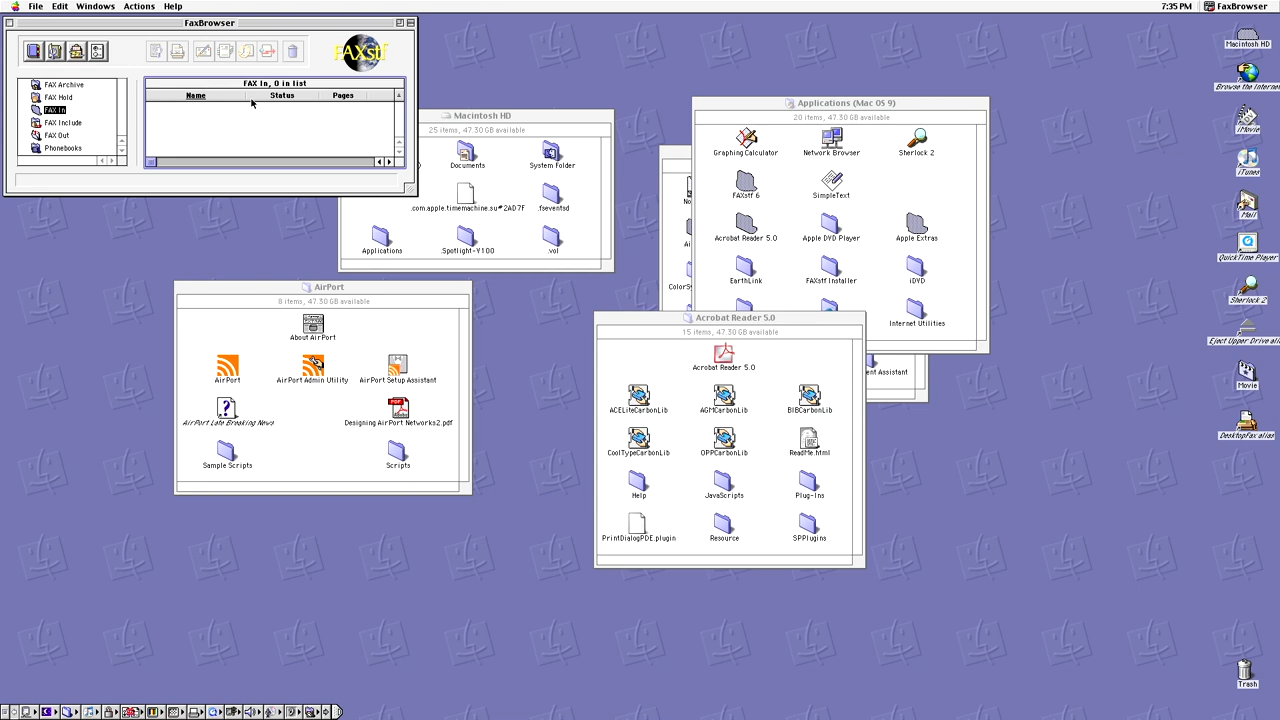 File Edit Windows Actions Help
7:35 PM FaxBrowser
FaxBrowser
FAXstf
FAX Archive
FAX Hold
FAX In
FAX Include
FAX Out
Phonebooks
FAX In, 0 in list
Name Status Pages
Macintosh HD
25 items, 47.30 GB available
Documents
System Folder
.com.apple.timemachine.su#2AD7F
.fseventsd
Applications
.Spotlight-V100
.vol
AirPort
8 items, 47.30 GB available
About AirPort
AirPort
AirPort Admin Utility
AirPort Setup Assistant
AirPort Late Breaking News
Designing AirPort Networks2.pdf
Sample Scripts
Scripts
Applications (Mac OS 9)
20 items, 47.30 GB available
Graphing Calculator
Network Browser
Sherlock 2
FAXstf 6
SimpleText
Acrobat Reader 5.0
Apple DVD Player
Apple Extras
EarthLink
FAXstf Installer
iDVD
Internet Utilities
No
Ai
ColorSy
ent Assistant
Acrobat Reader 5.0
15 items, 47.30 GB available
Acrobat Reader 5.0
ACELiteCarbonLib
AGMCarbonLib
BIBCarbonLib
CoolTypeCarbonLib
OPPCarbonLib
ReadMe.html
Help
JavaScripts
Plug-Ins
PrintDialogPDE.plugin
Resource
SPPlugins
Macintosh HD
Browse the Internet
iMovie
iTunes
Mail
QuickTime Player
Sherlock 2
Eject Upper Drive ali
Movie
DesktopFax alias
Trash